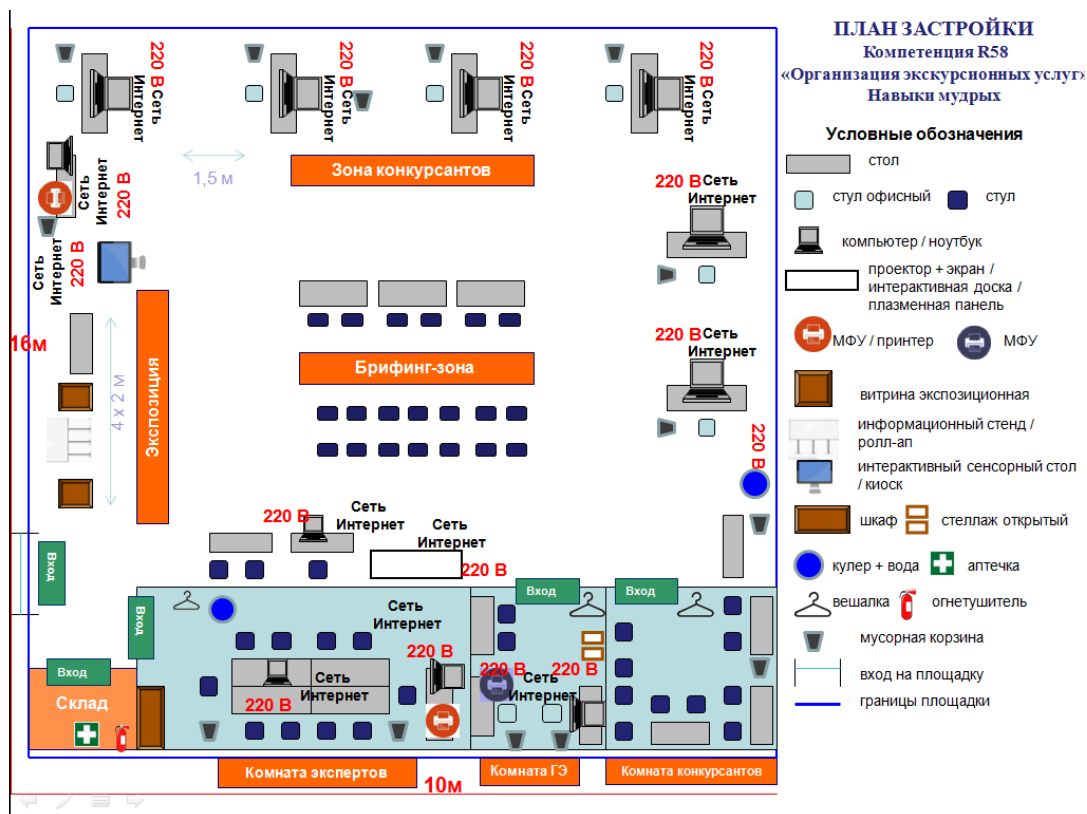 ПЛАН ЗАСТРОЙКИ
Компетенция R58
«Организация экскурсионных услуг»
Навыки мудрых
Условные обозначения
стол
стул офисный
стул
компьютер / ноутбук
проектор + экран /
интерактивная доска /
плазменная панель
МФУ / принтер
МФУ
витрина экспозиционная
информационный стенд /
ролл-ап
интерактивный сенсорный стол
/ киоск
шкаф
стеллаж открытый
кулер + вода
аптечка
вешалка
огнетушитель
мусорная корзина
вход на площадку
границы площадки
220 В
Сеть
Интернет
220 В
Сеть
Интернет
220 В
Сеть
Интернет
220 В
Сеть
Интернет
1,5 м
Зона конкурсантов
Сеть
Интернет
220 В
Сеть
Интернет
220 В
220 В
Сеть
Интернет
16м
Экспозиция
4 х 2 м
Брифинг-зона
220 В
Сеть
Интернет
220 В
220 В
Сеть
Интернет
Сеть
Интернет
220 В
Вход
Вход
Вход
Вход
Вход
Склад
Сеть
Интернет
220 В
Сеть
Интернет
220 В
220 В
220 В
Сеть
Интернет
Комната экспертов
Комната ГЭ
Комната конкурсантов
10м